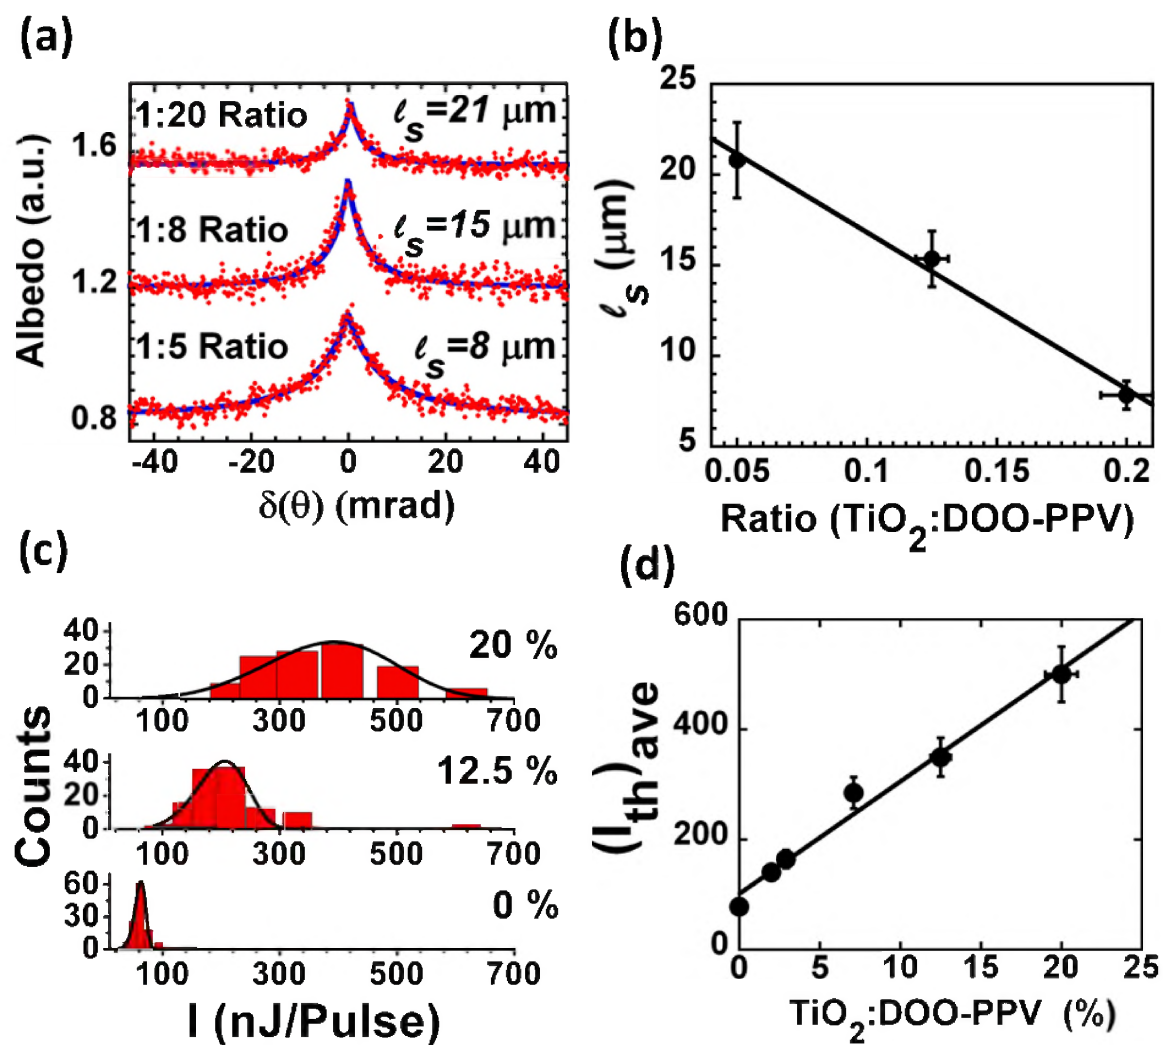 (a)
1:20 Ratio ℓs=21 μm
1:8 Ratio ℓs=15 μm
1:5 Ratio ℓs=8 μm
1.6
1.2
0.8
Albedo (a.u.)
-40 -20 0 20 40
δ(θ) (mrad)
(b)
25
20
15
10
5
ℓs (μm)
0.05 0.1 0.15 0.2
Ratio (TiO2:DOO-PPV)
(c)
40
20
0
20 %
100 300 500 700
40
20
0
12.5 %
100 300 500 700
60
30
0
0 %
100 300 500 700
Counts
I (nJ/Pulse)
(d)
600
400
200
0
(Ith)ave
0 5 10 15 20 25
TiO2:DOO-PPV (%)